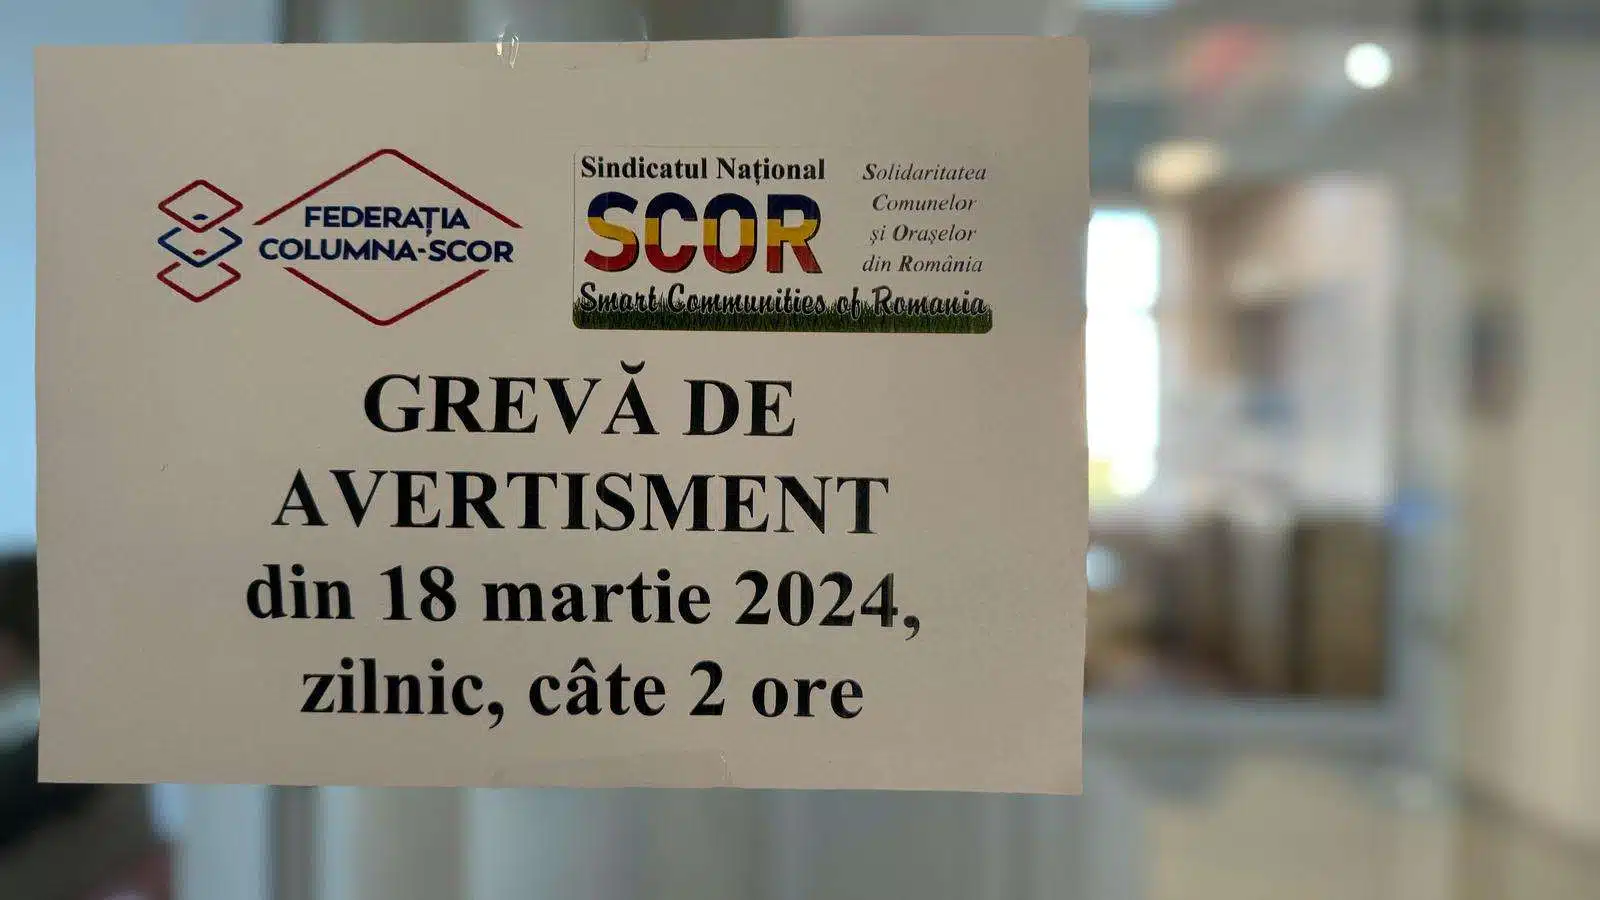 FEDERAȚIA
COLUMNA-SCOR
Sindicatul Național
SCOR
Solidaritatea
Comunelor
și Orașelor
din România
Smart Communities of Romania
GREVĂ DE
AVERTISMENT
din 18 martie 2024,
zilnic, câte 2 ore